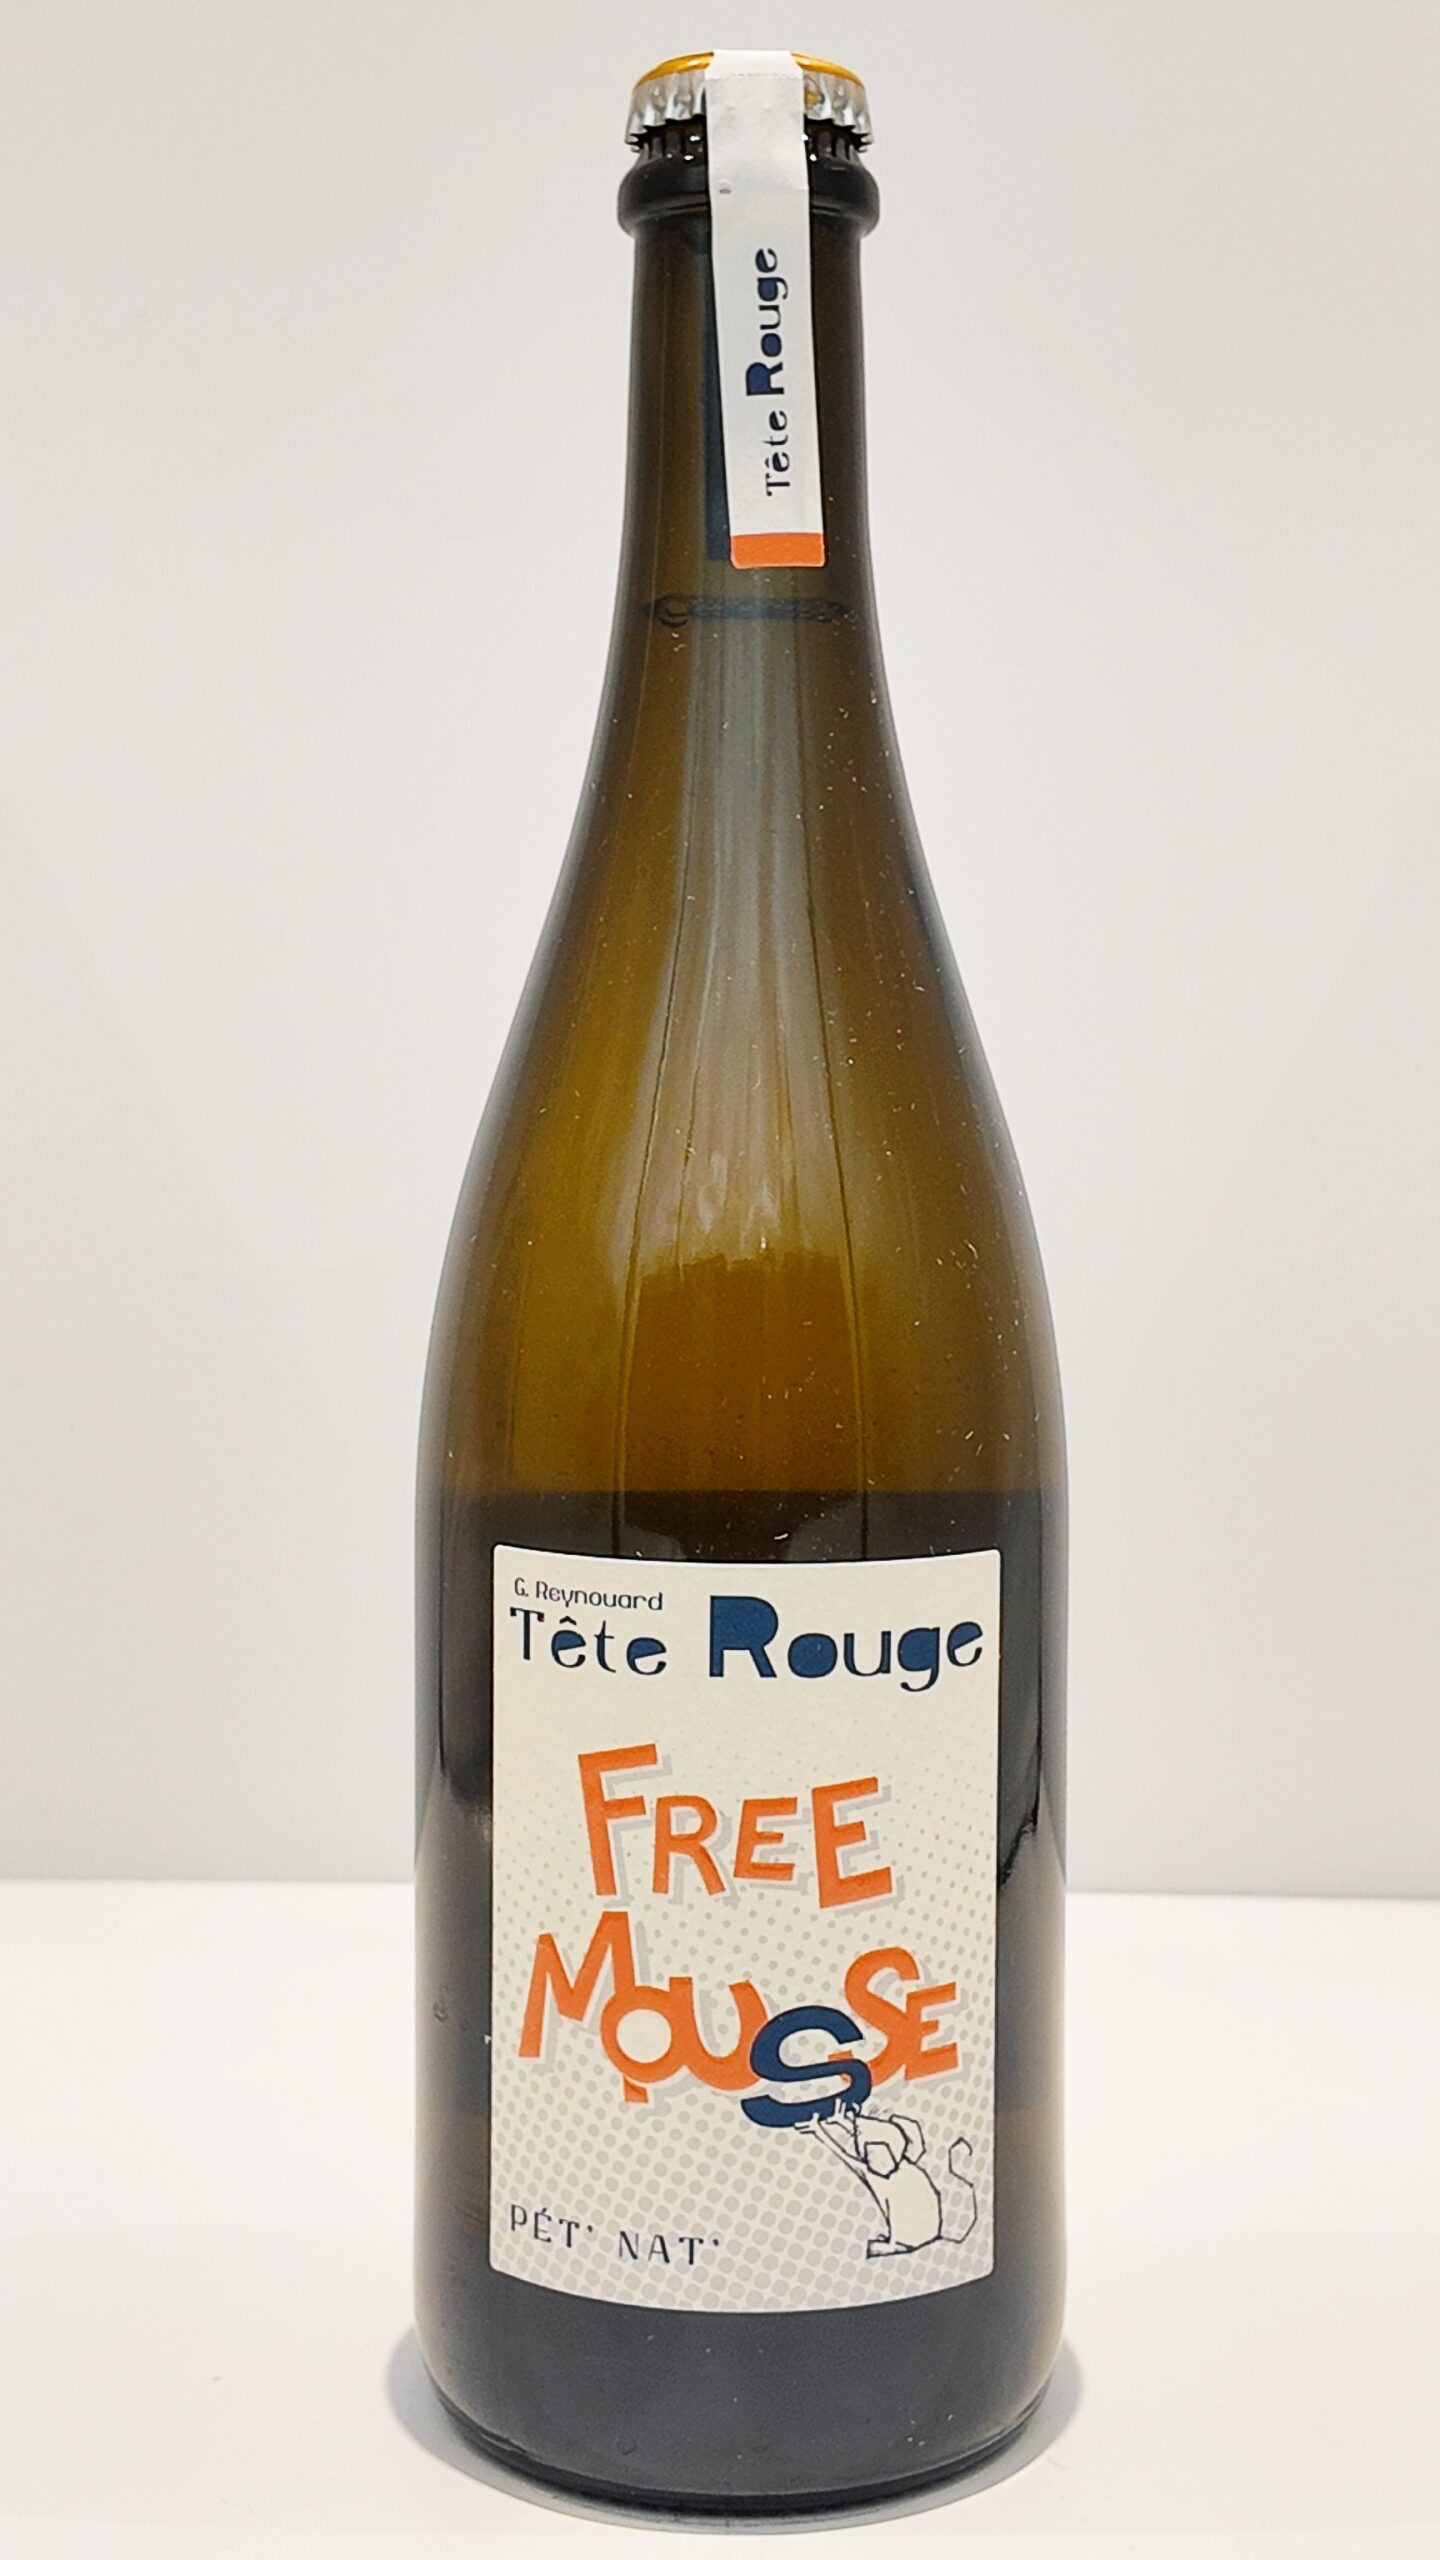 Tête Rouge
G. Reynouard
Tête Rouge
FREE
MOUSSE
PÉT' NAT'